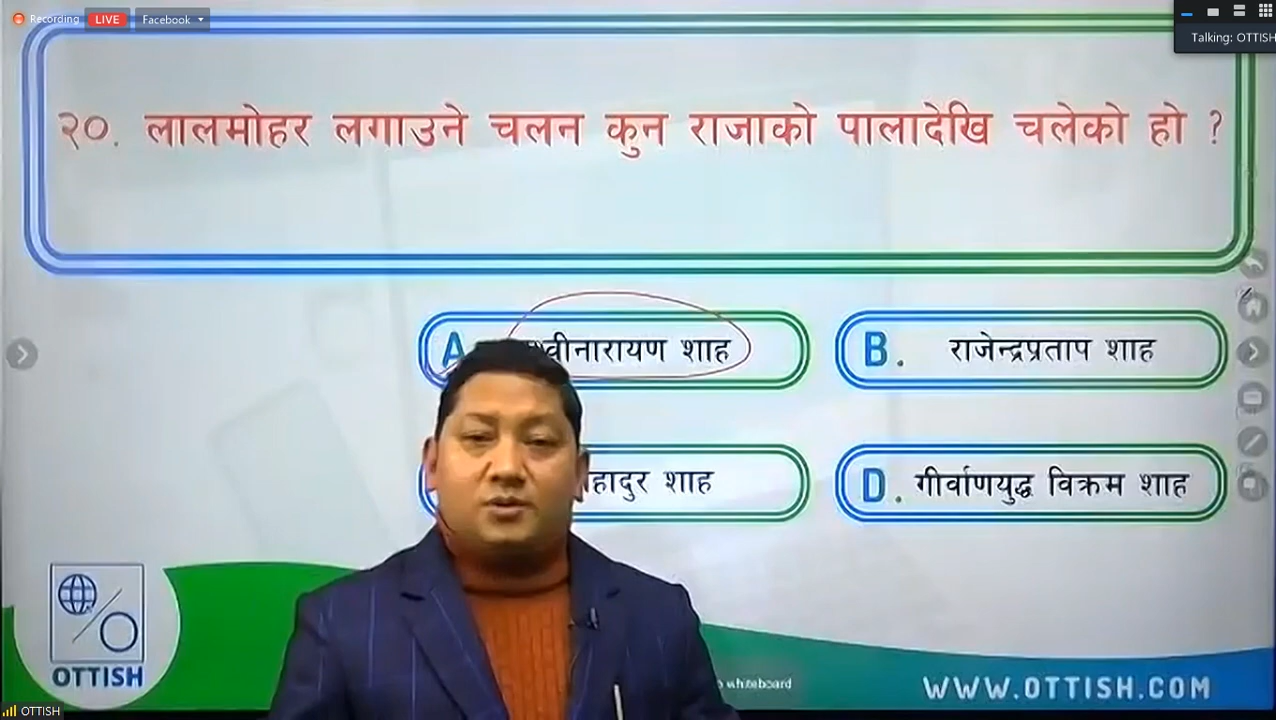 Recording LIVE Facebook
Talking: OTTISH
२०. लालमोहर लगाउने चलन कुन राजाको पालादेखि चलेको हो ?
A शाह
B. राजेन्द्रप्रताप शाह
शाह
D. गीर्वाणयुद्ध विक्रम शाह
OTTISH
whiteboard
WWW.OTTISH.COM
OTTISH